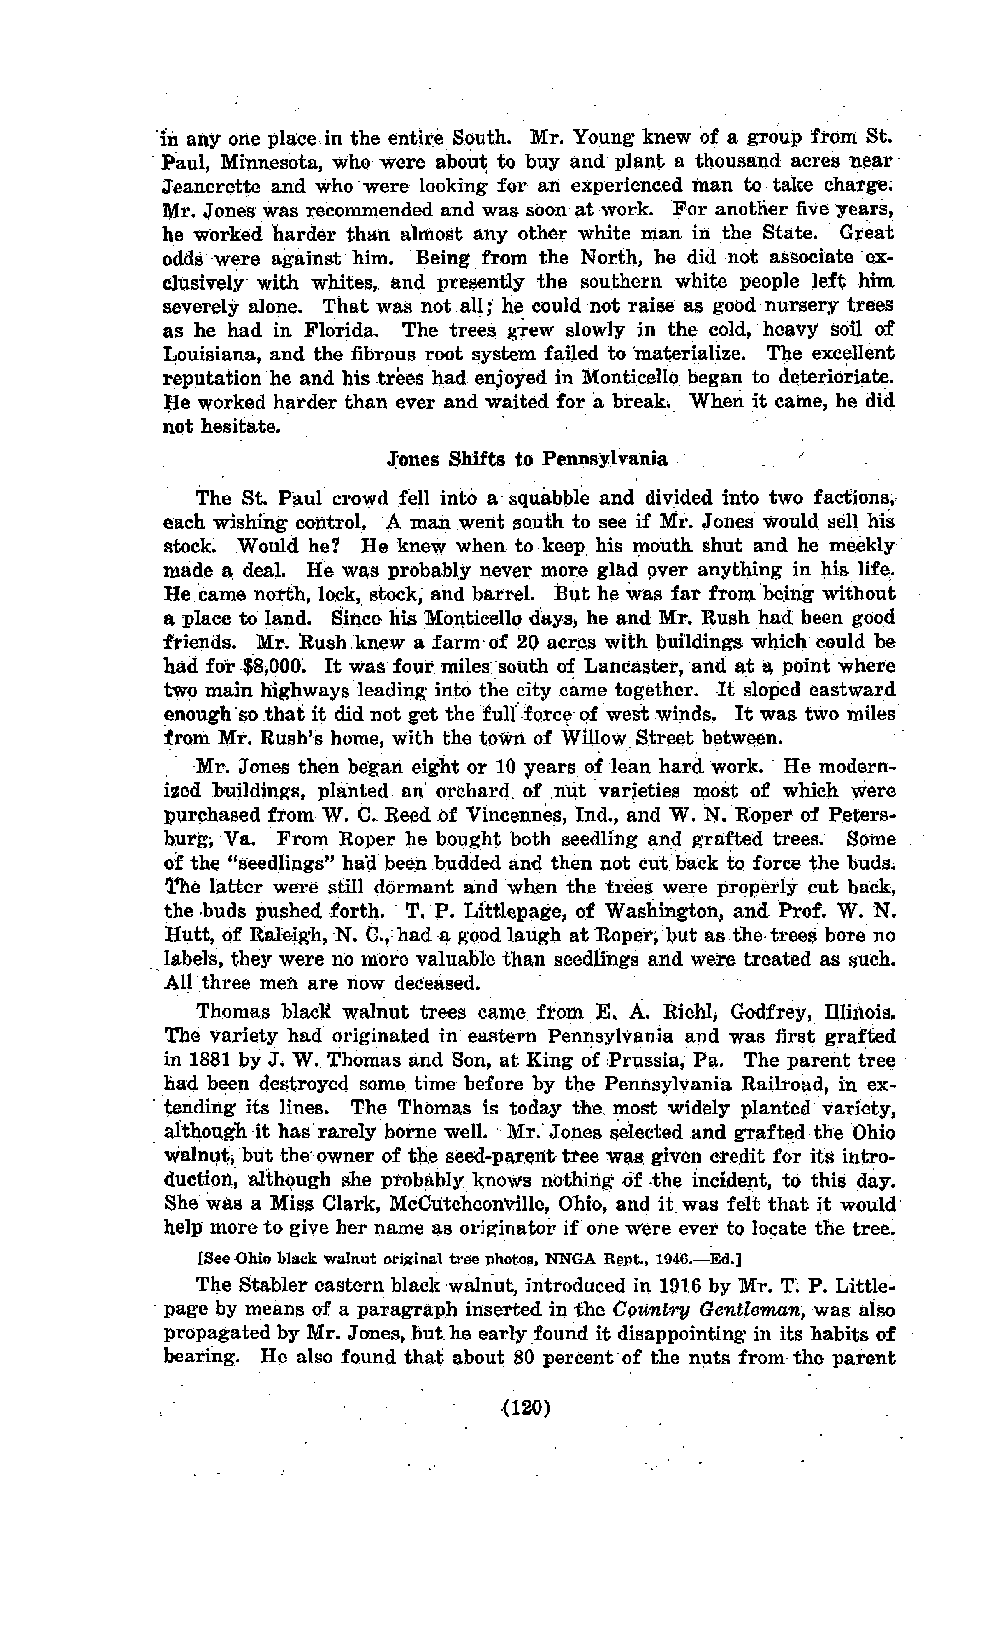 in any one place in the entire South. Mr. Young knew of a group from St.
Paul, Minnesota, who were about to buy and plant a thousand acres near
Jeancrette and who were looking for an experienced man to take charge.
Mr. Jones was recommended and was soon at work. For another five years,
he worked harder than almost any other white man in the State. Great
odds were against him. Being from the North, he did not associate ex-
clusively with whites, and presently the southern white people left him
severely alone. That was not all; he could not raise as good nursery trees
as he had in Florida. The trees grew slowly in the cold, heavy soil of
Louisiana, and the fibrous root system failed to materialize. The excellent
reputation he and his trees had enjoyed in Monticello began to deterioriate.
He worked harder than ever and waited for a break. When it came, he did
not hesitate.
Jones Shifts to Pennsylvania
The St. Paul crowd fell into a squabble and divided into two factions,
each wishing control. A man went south to see if Mr. Jones would sell his
stock. Would he? He knew when to keep his mouth shut and he meekly
made a deal. He was probably never more glad over anything in his life.
He came north, lock, stock, and barrel. But he was far from being without
a place to land. Since his Monticello days, he and Mr. Rush had been good
friends. Mr. Rush knew a farm of 20 acres with buildings which could be
had for $8,000. It was four miles south of Lancaster, and at a point where
two main highways leading into the city came together. It sloped eastward
enough so that it did not get the full force of west winds. It was two miles
from Mr. Rush's home, with the town of Willow Street between.
Mr. Jones then began eight or 10 years of lean hard work. He modern-
ized buildings, planted an orchard of nut varieties most of which were
purchased from W. C. Reed of Vincennes, Ind., and W. N. Roper of Peters-
burg, Va. From Roper he bought both seedling and grafted trees. Some
of the "seedlings" had been budded and then not cut back to force the buds.
The latter were still dormant and when the trees were properly cut back,
the buds pushed forth. T. P. Littlepage, of Washington, and Prof. W. N.
Hutt, of Raleigh, N. C., had a good laugh at Roper, but as the trees bore no
labels, they were no more valuable than seedlings and were treated as such.
All three men are now deceased.
Thomas black walnut trees came from E. A. Riehl, Godfrey, Illinois.
The variety had originated in eastern Pennsylvania and was first grafted
in 1881 by J. W. Thomas and Son, at King of Prussia, Pa. The parent tree
had been destroyed some time before by the Pennsylvania Railroad, in ex-
tending its lines. The Thomas is today the most widely planted variety,
although it has rarely borne well. Mr. Jones selected and grafted the Ohio
walnut, but the owner of the seed-parent tree was given credit for its intro-
duction, although she probably knows nothing of the incident, to this day.
She was a Miss Clark, McCutcheonville, Ohio, and it was felt that it would
help more to give her name as originator if one were ever to locate the tree.
[See Ohio black walnut original tree photos, NNGA Rept., 1946.—Ed.]
The Stabler eastern black walnut, introduced in 1916 by Mr. T. P. Little-
page by means of a paragraph inserted in the Country Gentleman, was also
propagated by Mr. Jones, but he early found it disappointing in its habits of
bearing. He also found that about 80 percent of the nuts from the parent
(120)